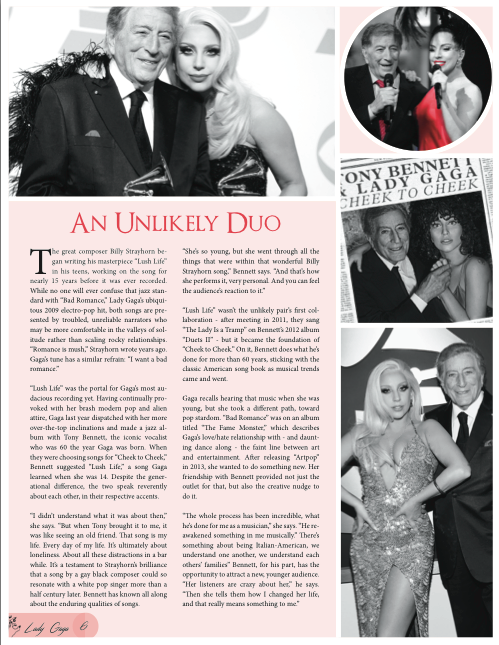 TONY BENNETT
& LADY GAGA
CHEEK TO CHEEK
AN UNLIKELY DUO
The great composer Billy Strayhorn be-
gan writing his masterpiece "Lush Life"
in his teens, working on the song for
nearly 15 years before it was ever recorded.
While no one will ever confuse that jazz stan-
dard with "Bad Romance," Lady Gaga's ubiqui-
tous 2009 electro-pop hit, both songs are pre-
sented by troubled, unreliable narrators who
may be more comfortable in the valleys of sol-
itude rather than scaling rocky relationships.
"Romance is mush," Strayhorn wrote years ago.
Gaga's tune has a similar refrain: "I want a bad
romance."
"Lush Life" was the portal for Gaga's most au-
dacious recording yet. Having continually pro-
voked with her brash modern pop and alien
attire, Gaga last year dispatched with her more
over-the-top inclinations and made a jazz al-
bum with Tony Bennett, the iconic vocalist
who was 60 the year Gaga was born. When
they were choosing songs for "Cheek to Cheek,"
Bennett suggested "Lush Life," a song Gaga
learned when she was 14. Despite the gener-
ational difference, the two speak reverently
about each other, in their respective accents.
"I didn't understand what it was about then,"
she says. "But when Tony brought it to me, it
was like seeing an old friend. That song is my
life. Every day of my life. It's ultimately about
loneliness. About all these distractions in a bar
while. It's a testament to Strayhorn's brilliance
that a song by a gay black composer could so
resonate with a white pop singer more than a
half century later. Bennett has known all along
about the enduring qualities of songs.
"She's so young, but she went through all the
things that were within that wonderful Billy
Strayhorn song," Bennett says. "And that's how
she performs it, very personal. And you can feel
the audience's reaction to it."
"Lush Life" wasn't the unlikely pair's first col-
laboration - after meeting in 2011, they sang
"The Lady Is a Tramp" on Bennett's 2012 album
"Duets II" - but it became the foundation of
"Cheek to Cheek." On it, Bennett does what he's
done for more than 60 years, sticking with the
classic American song book as musical trends
came and went.
Gaga recalls hearing that music when she was
young, but she took a different path, toward
pop stardom. "Bad Romance" was on an album
titled "The Fame Monster," which describes
Gaga's love/hate relationship with - and daunt-
ing dance along - the faint line between art
and entertainment. After releasing "Artpop"
in 2013, she wanted to do something new. Her
friendship with Bennett provided not just the
outlet for that, but also the creative nudge to
do it.
"The whole process has been incredible, what
he's done for me as a musician," she says. "He re-
awakened something in me musically." There's
something about being Italian-American, we
understand one another, we understand each
others' families" Bennett, for his part, has the
opportunity to attract a new, younger audience.
"Her listeners are crazy about her," he says.
"Then she tells them how I changed her life,
and that really means something to me."
Lady Gaga 6